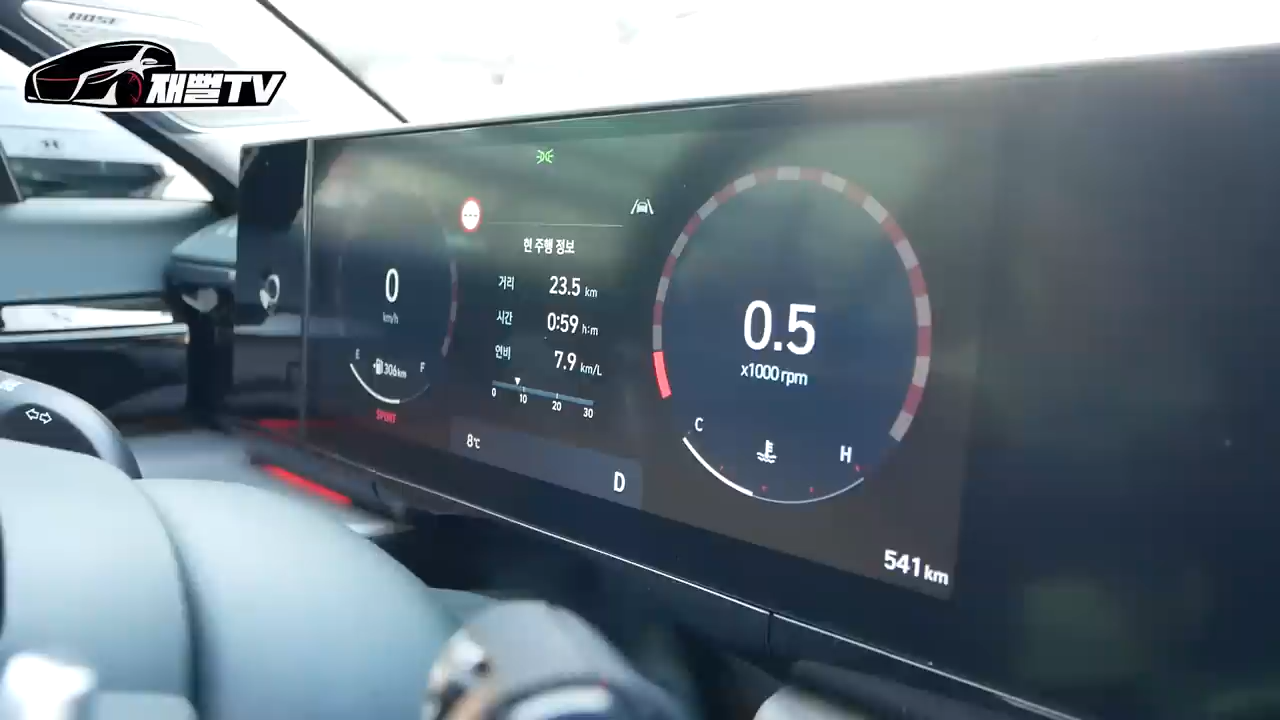 BOSE
재뻘TV
현 주행 정보
0
km/h
거리 23.5 km
시간 0:59 h:m
연비 7.9 km/L
0 10 20 30
E 306km F
SPORT
8℃
D
0.5
x1000 rpm
C H
541 km